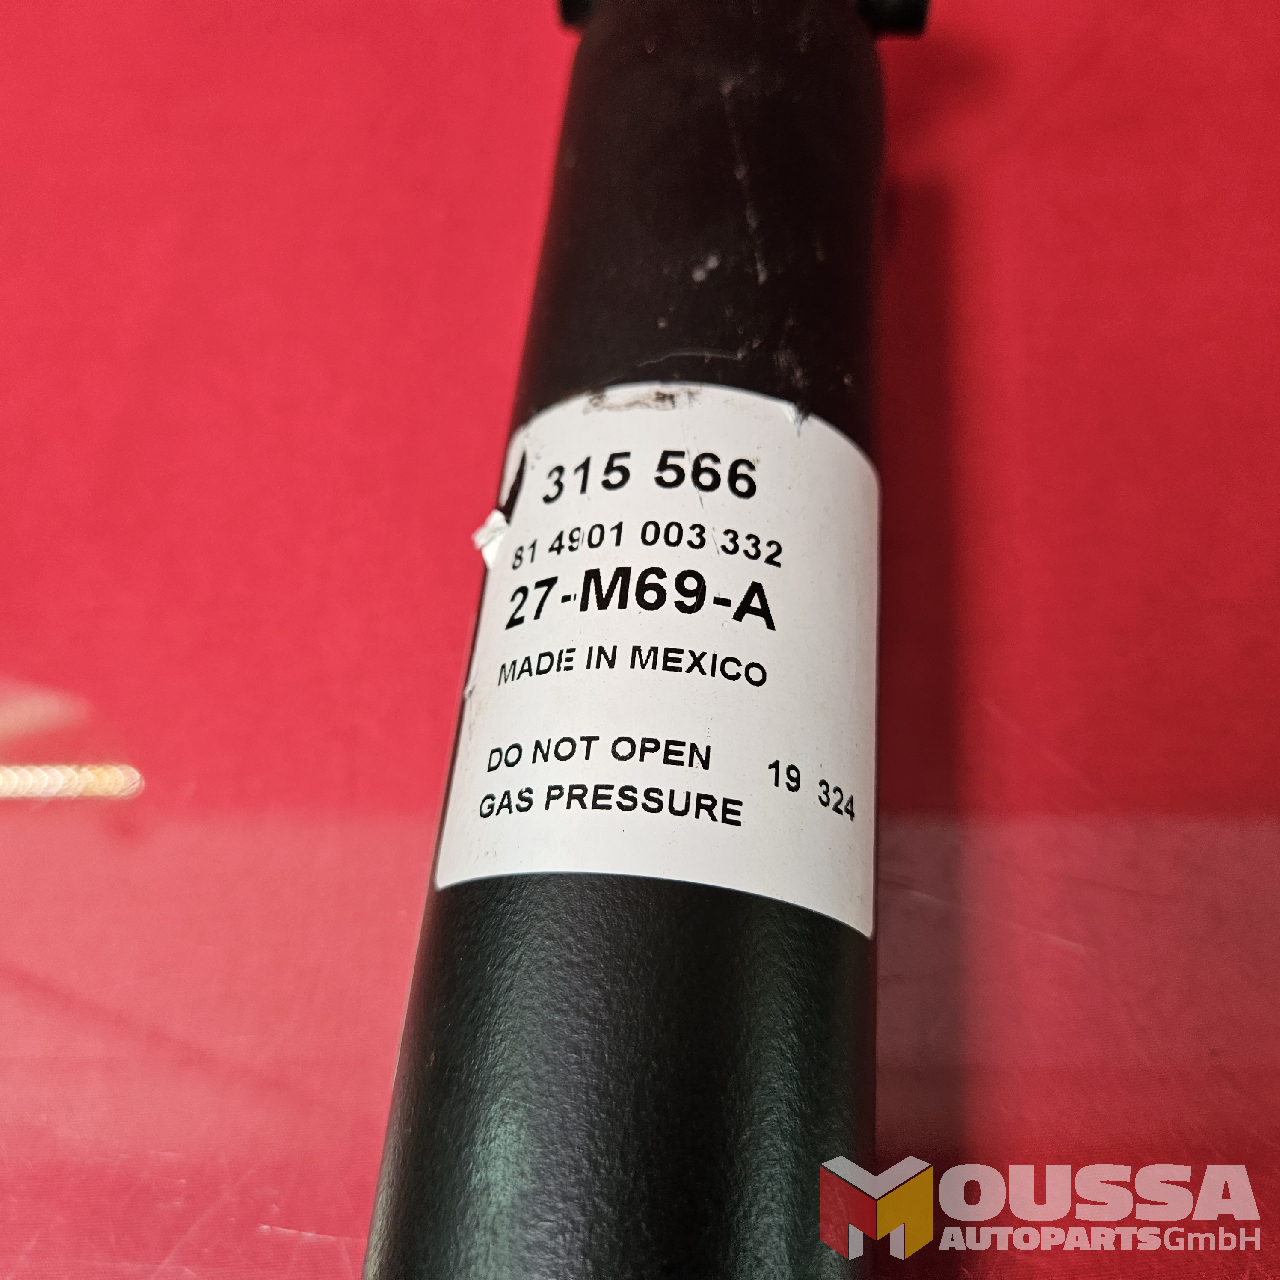 315 566
81 4901 003 332
27-M69-A
MADE IN MEXICO
DO NOT OPEN
GAS PRESSURE
19 324
MOUSSA
AUTOPARTSGmbH